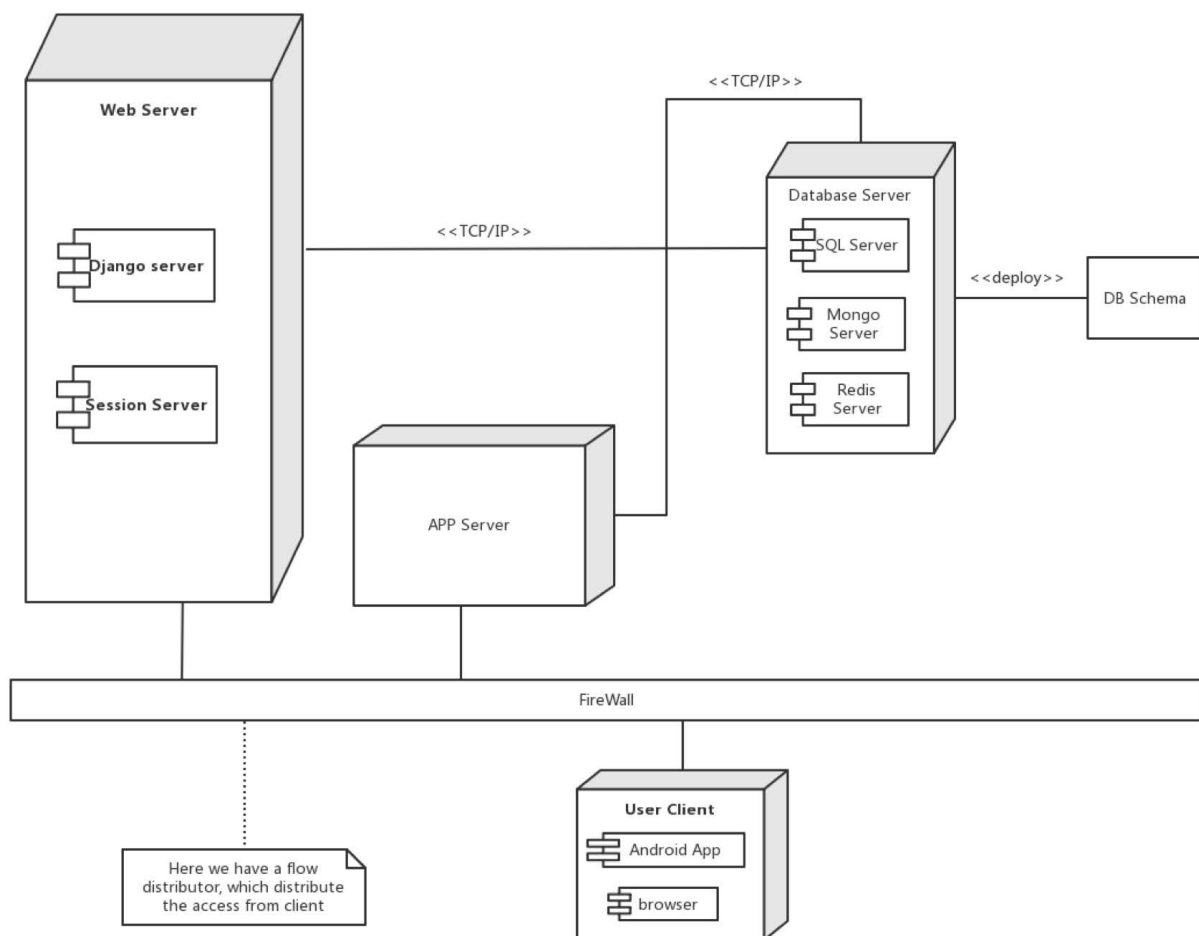 <<TCP/IP>>
Web Server
Database Server
<<TCP/IP>>
SQL Server
Django server
<<deploy>>
DB Schema
Mongo
Server
Session Server
Redis
Server
APP Server
FireWall
User Client
Android App
browser
Here we have a flow
distributor, which distribute
the access from client